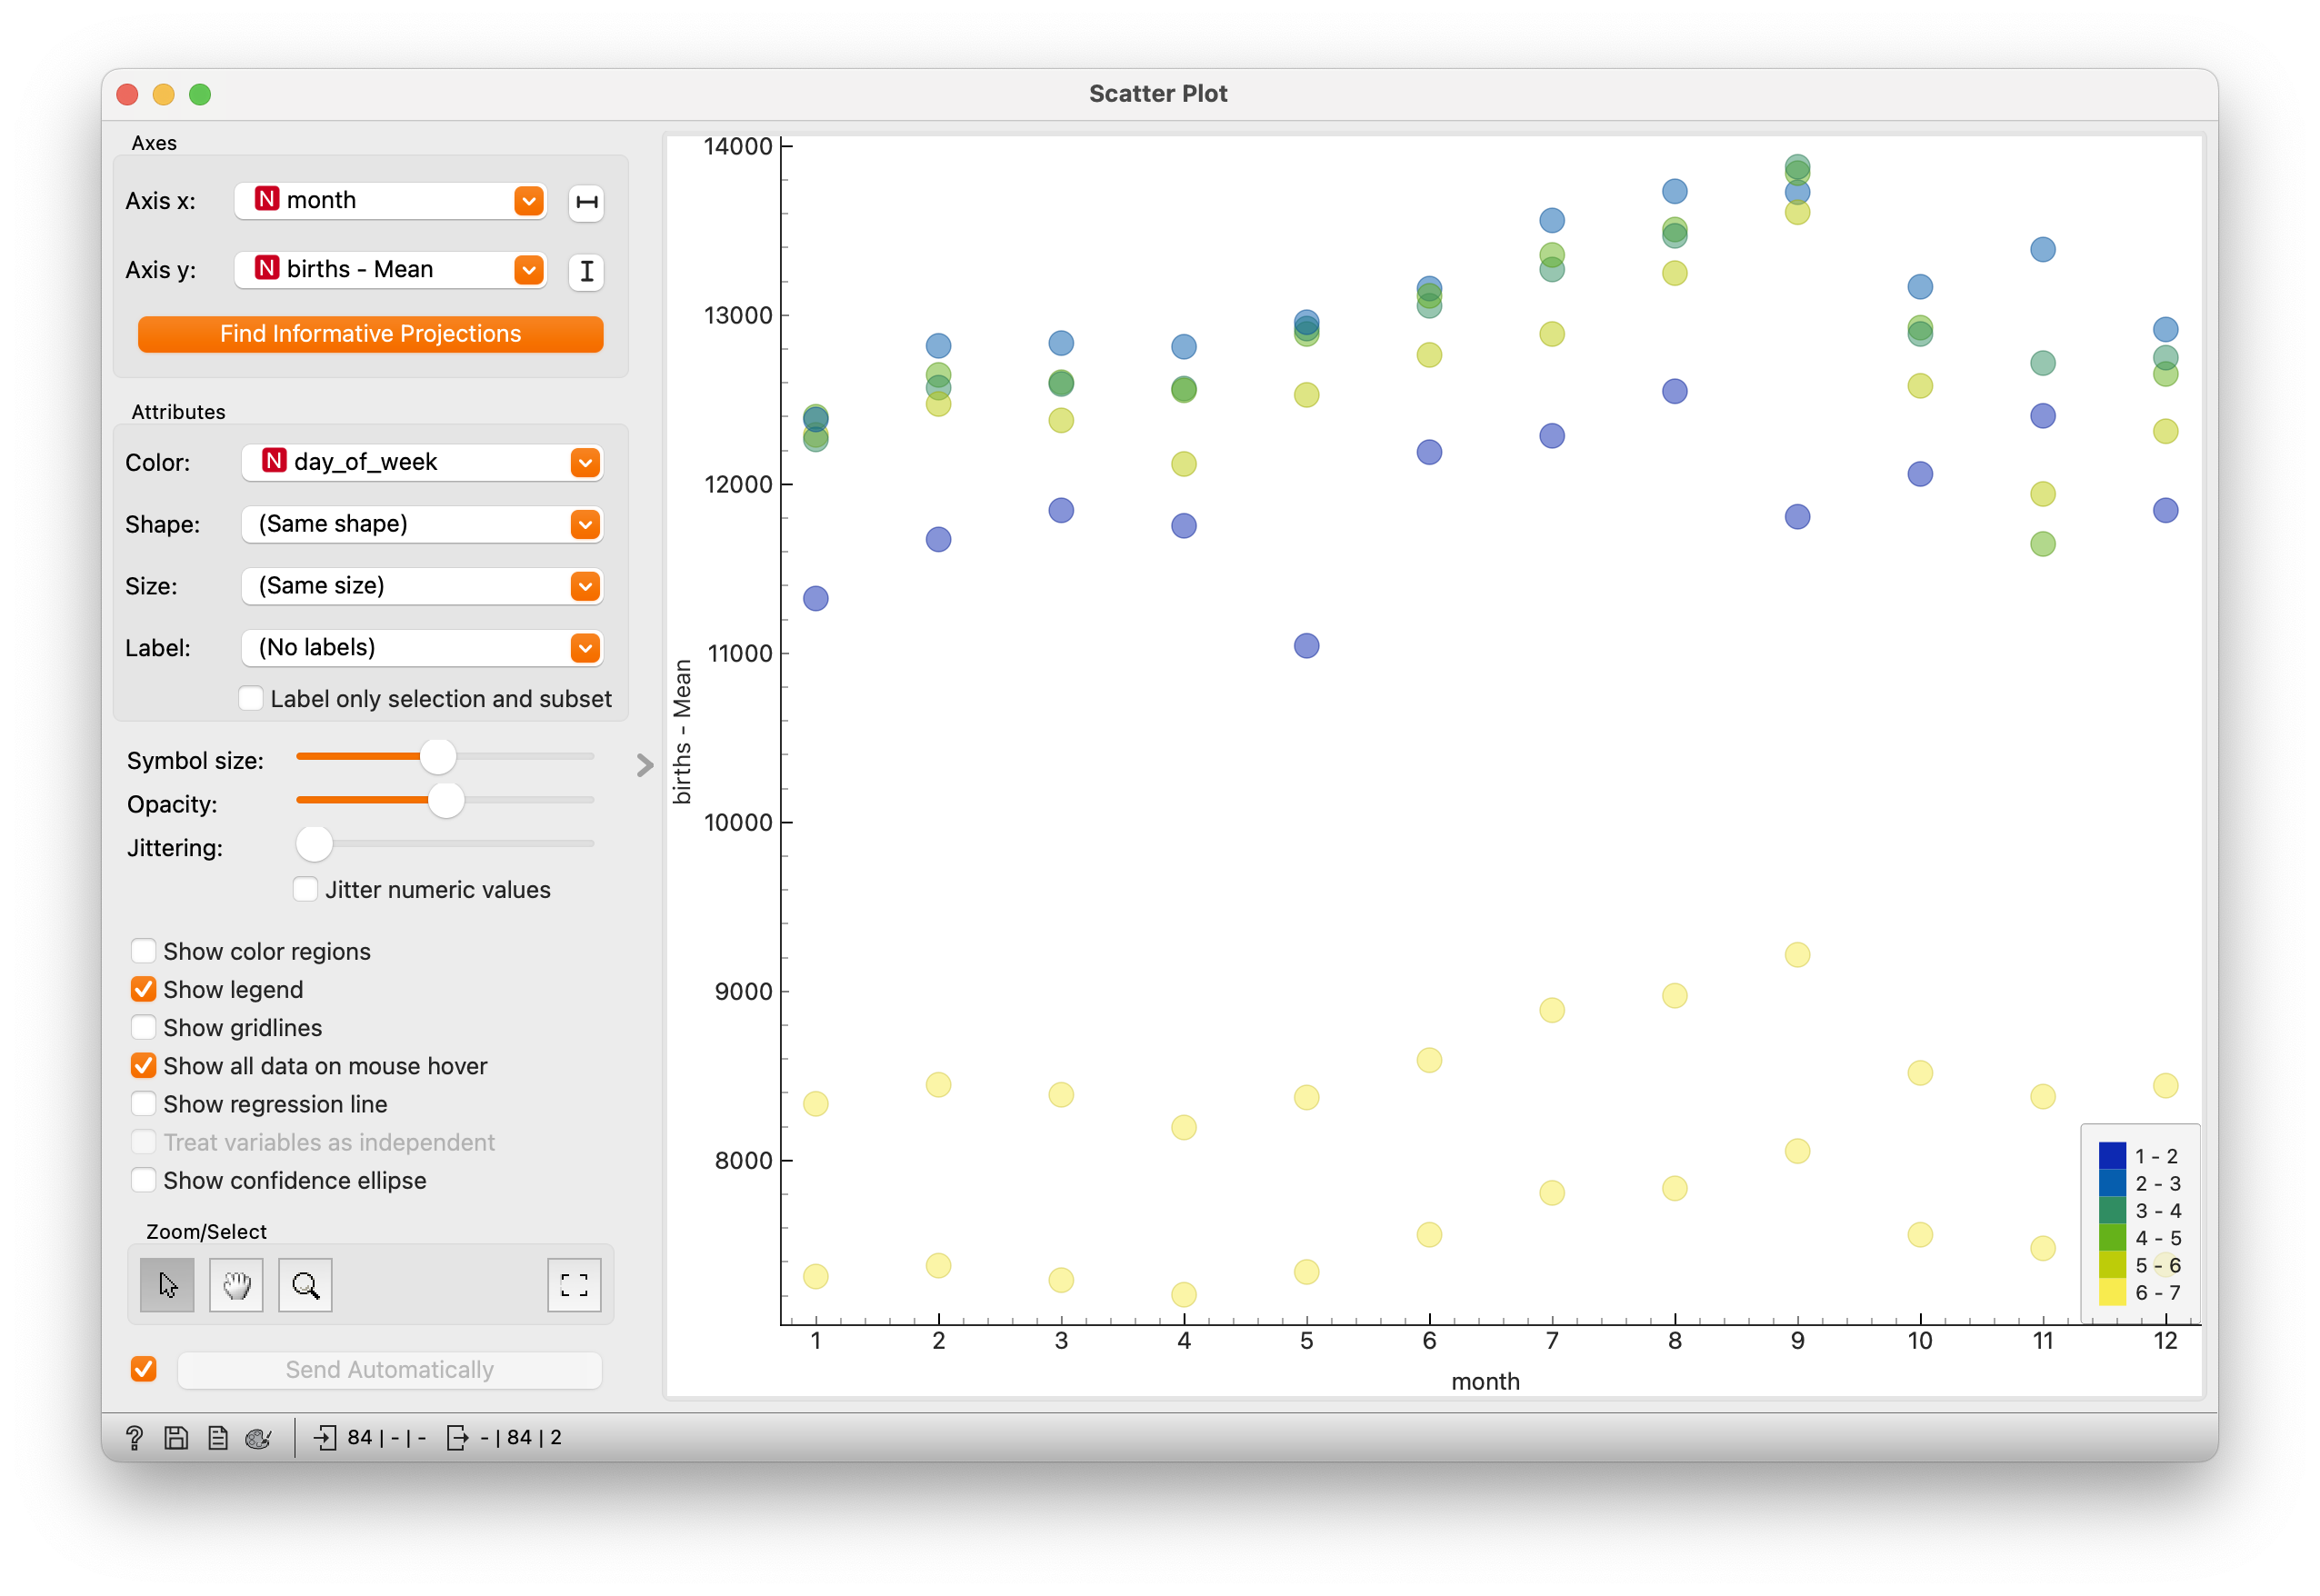 Scatter Plot
Axes
Axis x:
N month
Axis y:
N births - Mean
Find Informative Projections
Attributes
Color:
N day_of_week
Shape:
(Same shape)
Size:
(Same size)
Label:
(No labels)
Label only selection and subset
Symbol size:
Opacity:
Jittering:
Jitter numeric values
Show color regions
Show legend
Show gridlines
Show all data on mouse hover
Show regression line
Treat variables as independent
Show confidence ellipse
Zoom/Select
Send Automatically
? 84 | - | - - | 84 | 2
births - Mean
14000
13000
12000
11000
10000
9000
8000
1 2 3 4 5 6 7 8 9 10 11 12
month
1 - 2
2 - 3
3 - 4
4 - 5
5 - 6
6 - 7